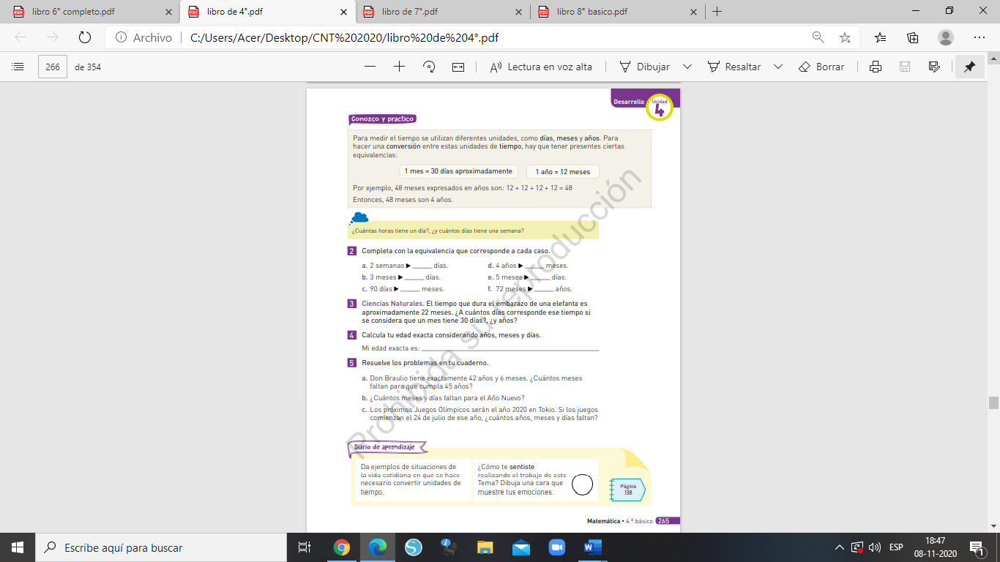 libro 6° completo.pdf
libro de 4°.pdf
libro de 7°.pdf
libro 8° basico.pdf
Archivo
C:/Users/Acer/Desktop/CNT%202020/libro%20de%204°.pdf
266 de 354
Lectura en voz alta
Dibujar
Resaltar
Borrar
Desarrollo
Unidad
4
Conozco y practico
Para medir el tiempo se utilizan diferentes unidades, como días, meses y años. Para
hacer una conversión entre estas unidades de tiempo, hay que tener presentes ciertas
equivalencias:
1 mes = 30 días aproximadamente
1 año = 12 meses
Por ejemplo, 48 meses expresados en años son: 12 + 12 + 12 + 12 = 48
Entonces, 48 meses son 4 años.
¿Cuántas horas tiene un día?, ¿y cuántos días tiene una semana?
2 Completa con la equivalencia que corresponde a cada caso.
a. 2 semanas ▶ ______ días.
d. 4 años ▶ ______ meses.
b. 3 meses ▶ ______ días.
e. 5 meses ▶ ______ días.
c. 90 días ▶ ______ meses.
f. 72 meses ▶ ______ años.
3 Ciencias Naturales. El tiempo que dura el embarazo de una elefanta es
aproximadamente 22 meses. ¿A cuántos días corresponde ese tiempo si
se considera que un mes tiene 30 días?, ¿y años?
4 Calcula tu edad exacta considerando años, meses y días.
Mi edad exacta es: ______
5 Resuelve los problemas en tu cuaderno.
a. Don Braulio tiene exactamente 42 años y 6 meses. ¿Cuántos meses
faltan para que cumpla 45 años?
b. ¿Cuántos meses y días faltan para el Año Nuevo?
c. Los próximos Juegos Olímpicos serán el año 2020 en Tokio. Si los juegos
comienzan el 24 de julio de ese año, ¿cuántos años, meses y días faltan?
Prohibida su reproducción
Diario de aprendizaje
Da ejemplos de situaciones de
la vida cotidiana en que se hace
necesario convertir unidades de
tiempo.
¿Cómo te sentiste
realizando el trabajo de este
Tema? Dibuja una cara que
muestre tus emociones.
Página
138
Matemática • 4.° básico 265
Escribe aquí para buscar
ESP
18:47
08-11-2020
1